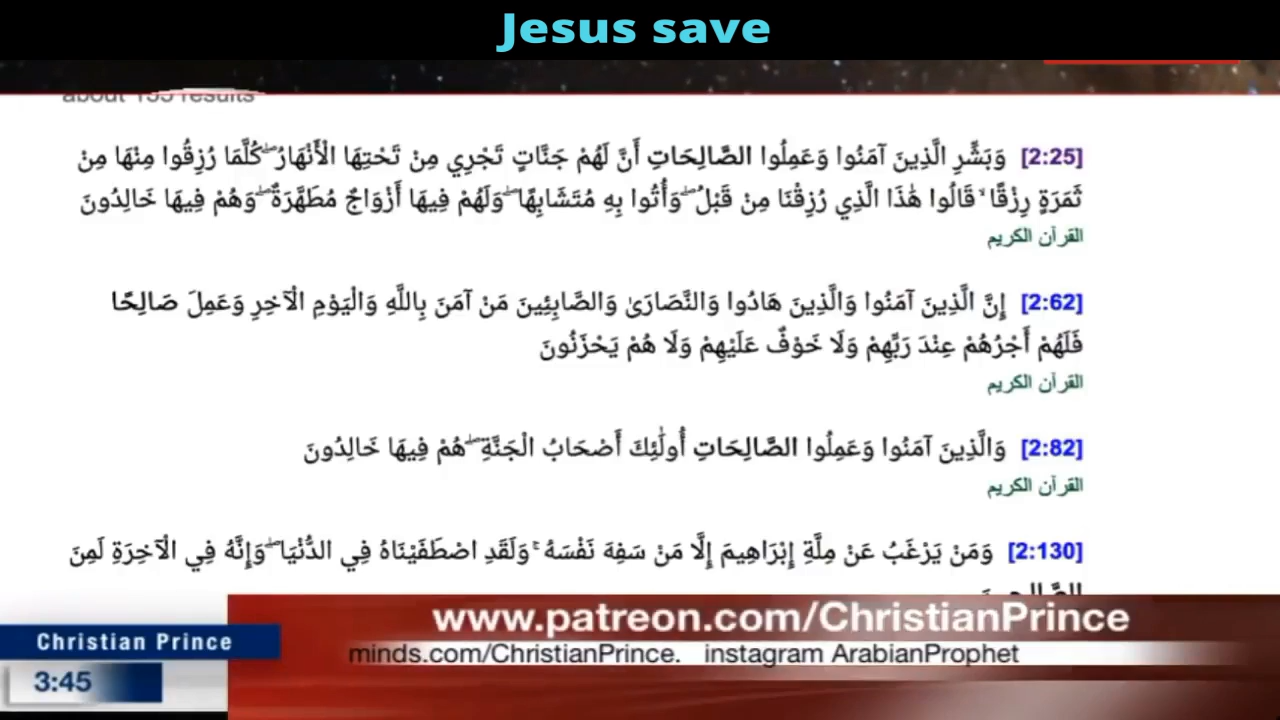 Jesus save
about 155 results
[2:25] وَبَشِّرِ الَّذِينَ آمَنُوا وَعَمِلُوا الصَّالِحَاتِ أَنَّ لَهُمْ جَنَّاتٍ تَجْرِي مِنْ تَحْتِهَا الْأَنْهَارُ ۖ كُلَّمَا رُزِقُوا مِنْهَا مِنْ
ثَمَرَةٍ رِزْقًا ۙ قَالُوا هَٰذَا الَّذِي رُزِقْنَا مِنْ قَبْلُ ۖ وَأُتُوا بِهِ مُتَشَابِهًا ۖ وَلَهُمْ فِيهَا أَزْوَاجٌ مُطَهَّرَةٌ ۖ وَهُمْ فِيهَا خَالِدُونَ
القرآن الكريم
[2:62] إِنَّ الَّذِينَ آمَنُوا وَالَّذِينَ هَادُوا وَالنَّصَارَىٰ وَالصَّابِئِينَ مَنْ آمَنَ بِاللَّهِ وَالْيَوْمِ الْآخِرِ وَعَمِلَ صَالِحًا
فَلَهُمْ أَجْرُهُمْ عِنْدَ رَبِّهِمْ وَلَا خَوْفٌ عَلَيْهِمْ وَلَا هُمْ يَحْزَنُونَ
القرآن الكريم
[2:82] وَالَّذِينَ آمَنُوا وَعَمِلُوا الصَّالِحَاتِ أُولَٰئِكَ أَصْحَابُ الْجَنَّةِ ۖ هُمْ فِيهَا خَالِدُونَ
القرآن الكريم
[2:130] وَمَنْ يَرْغَبُ عَنْ مِلَّةِ إِبْرَاهِيمَ إِلَّا مَنْ سَفِهَ نَفْسَهُ ۚ وَلَقَدِ اصْطَفَيْنَاهُ فِي الدُّنْيَا ۖ وَإِنَّهُ فِي الْآخِرَةِ لَمِنَ
www.patreon.com/ChristianPrince
Christian Prince
minds.com/ChristianPrince. instagram ArabianProphet
3:45